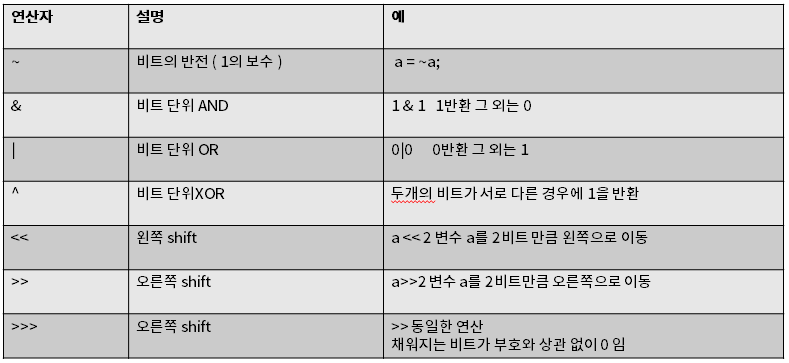 연산자 설명 예
~ 비트의 반전 ( 1의 보수 ) a = ~a;
& 비트 단위 AND 1 & 1 1반환 그 외는 0
| 비트 단위 OR 0|0 0반환 그 외는 1
^ 비트 단위XOR 두개의 비트가 서로 다른 경우에 1을 반환
<< 왼쪽 shift a << 2 변수 a를 2비트 만큼 왼쪽으로 이동
>> 오른쪽 shift a>>2 변수 a를 2비트만큼 오른쪽으로 이동
>>> 오른쪽 shift >> 동일한 연산
채워지는 비트가 부호와 상관 없이 0 임